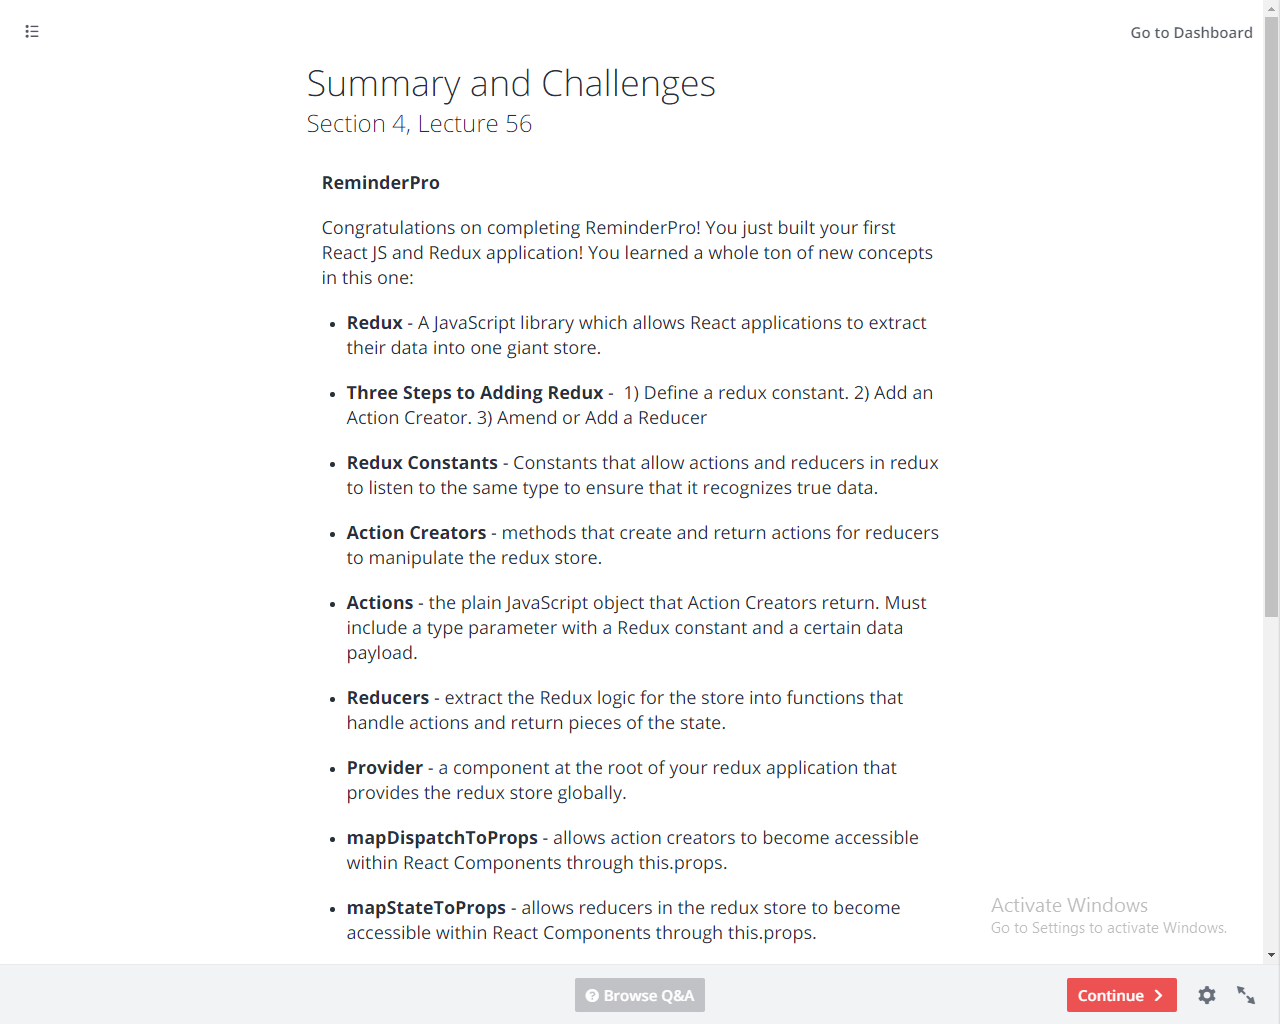 Go to Dashboard
Summary and Challenges
Section 4, Lecture 56
ReminderPro
Congratulations on completing ReminderPro! You just built your first
React JS and Redux application! You learned a whole ton of new concepts
in this one:
• Redux - A JavaScript library which allows React applications to extract
their data into one giant store.
• Three Steps to Adding Redux -  1) Define a redux constant. 2) Add an
Action Creator. 3) Amend or Add a Reducer
• Redux Constants - Constants that allow actions and reducers in redux
to listen to the same type to ensure that it recognizes true data.
• Action Creators - methods that create and return actions for reducers
to manipulate the redux store.
• Actions - the plain JavaScript object that Action Creators return. Must
include a type parameter with a Redux constant and a certain data
payload.
• Reducers - extract the Redux logic for the store into functions that
handle actions and return pieces of the state.
• Provider - a component at the root of your redux application that
provides the redux store globally.
• mapDispatchToProps - allows action creators to become accessible
within React Components through this.props.
• mapStateToProps - allows reducers in the redux store to become
accessible within React Components through this.props.
Activate Windows
Go to Settings to activate Windows.
Browse Q&A
Continue